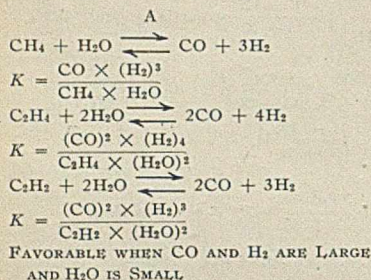 A
CH₄ + H₂O ⇌ CO + 3H₂
K = CO × (H₂)³ / CH₄ × H₂O
C₂H₄ + 2H₂O ⇌ 2CO + 4H₂
K = (CO)² × (H₂)₄ / C₂H₄ × (H₂O)²
C₂H₂ + 2H₂O ⇌ 2CO + 3H₂
K = (CO)² × (H₂)³ / C₂H₂ × (H₂O)²
FAVORABLE WHEN CO AND H₂ ARE LARGE
AND H₂O IS SMALL